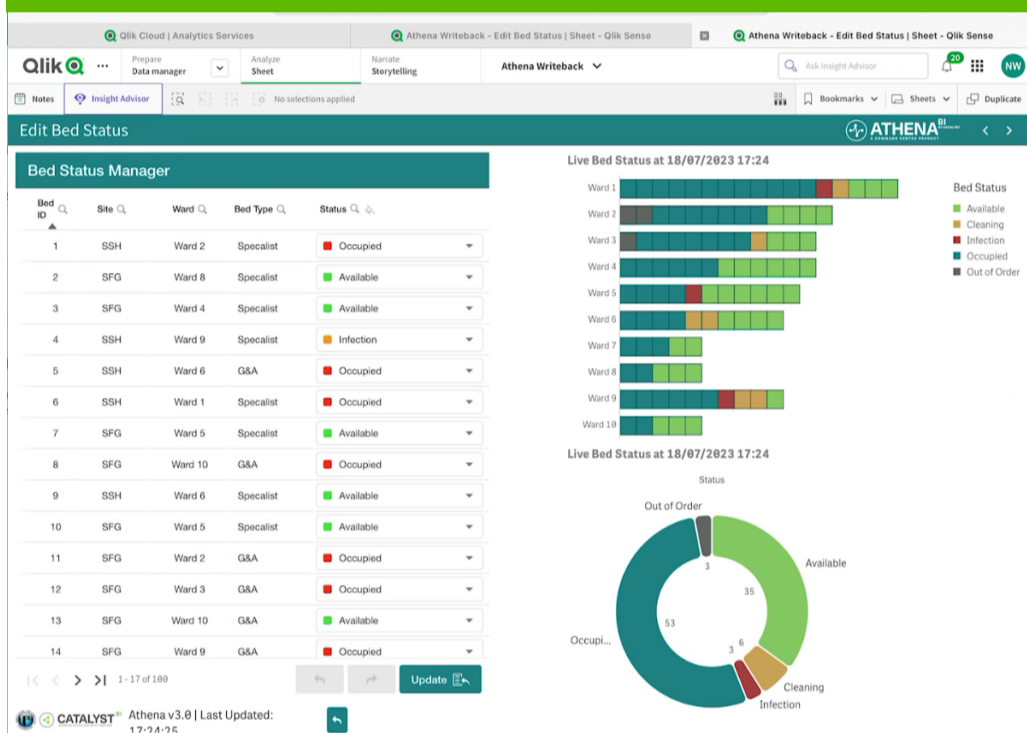 Qlik Cloud | Analytics Services
Athena Writeback - Edit Bed Status | Sheet - Qlik Sense
Athena Writeback - Edit Bed Status | Sheet - Qlik Sense
Qlik
Prepare
Data manager
Analyze
Sheet
Narrate
Storytelling
Athena Writeback
Ask Insight Advisor
20
NW
Notes
Insight Advisor
No selections applied
Bookmarks
Sheets
Duplicate
Edit Bed Status
ATHENA BI
Bed Status Manager
Bed ID Site Ward Bed Type Status
1 SSH Ward 2 Specalist Occupied
2 SFG Ward 8 Specalist Available
3 SFG Ward 4 Specalist Available
4 SSH Ward 9 Specalist Infection
5 SSH Ward 6 G&A Occupied
6 SSH Ward 1 Specalist Occupied
7 SFG Ward 5 Specalist Available
8 SFG Ward 10 G&A Occupied
9 SSH Ward 6 Specalist Available
10 SFG Ward 5 Specalist Available
11 SFG Ward 2 G&A Occupied
12 SFG Ward 3 G&A Occupied
13 SFG Ward 10 G&A Available
14 SFG Ward 9 G&A Occupied
1 - 17 of 100
Update
CATALYST BI
Athena v3.0 | Last Updated:
17:24:25
Live Bed Status at 18/07/2023 17:24
Ward 1
Ward 2
Ward 3
Ward 4
Ward 5
Ward 6
Ward 7
Ward 8
Ward 9
Ward 10
Bed Status
Available
Cleaning
Infection
Occupied
Out of Order
Live Bed Status at 18/07/2023 17:24
Status
Out of Order
3
Available
35
53
Occupi...
6
3
Cleaning
Infection